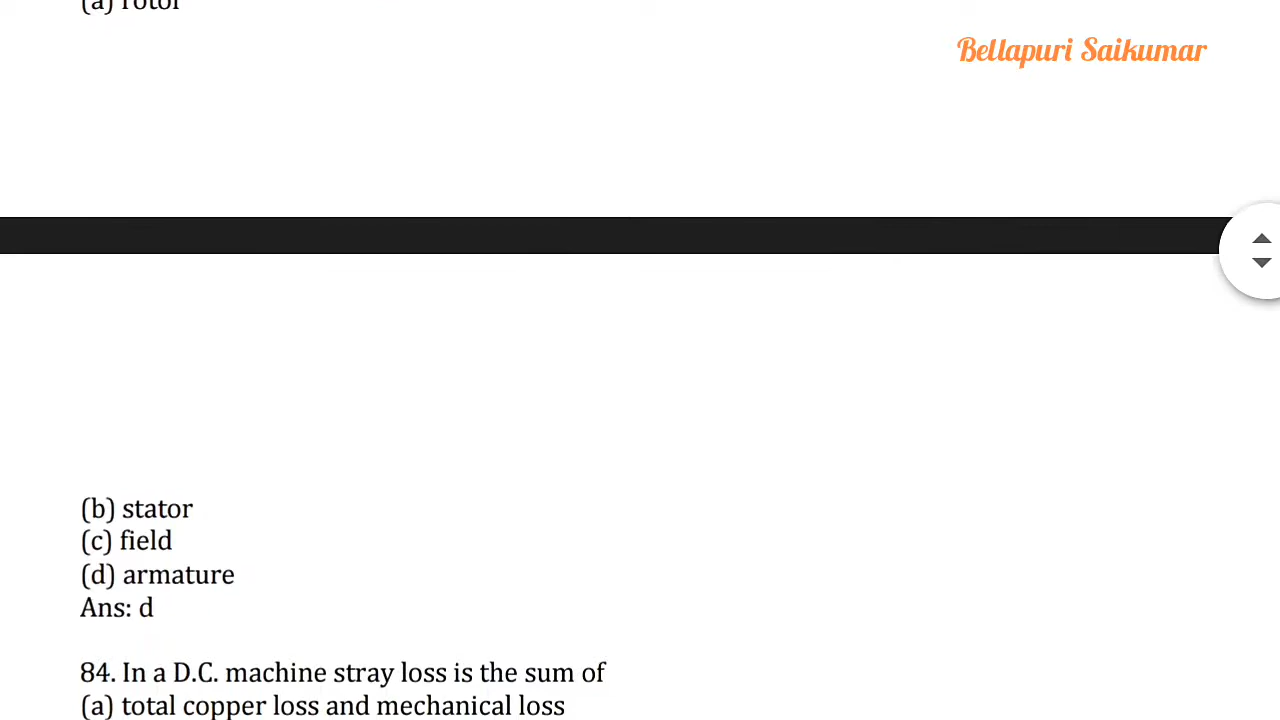 (a) rotor
Bellapuri Saikumar
(b) stator
(c) field
(d) armature
Ans: d
84. In a D.C. machine stray loss is the sum of
(a) total copper loss and mechanical loss